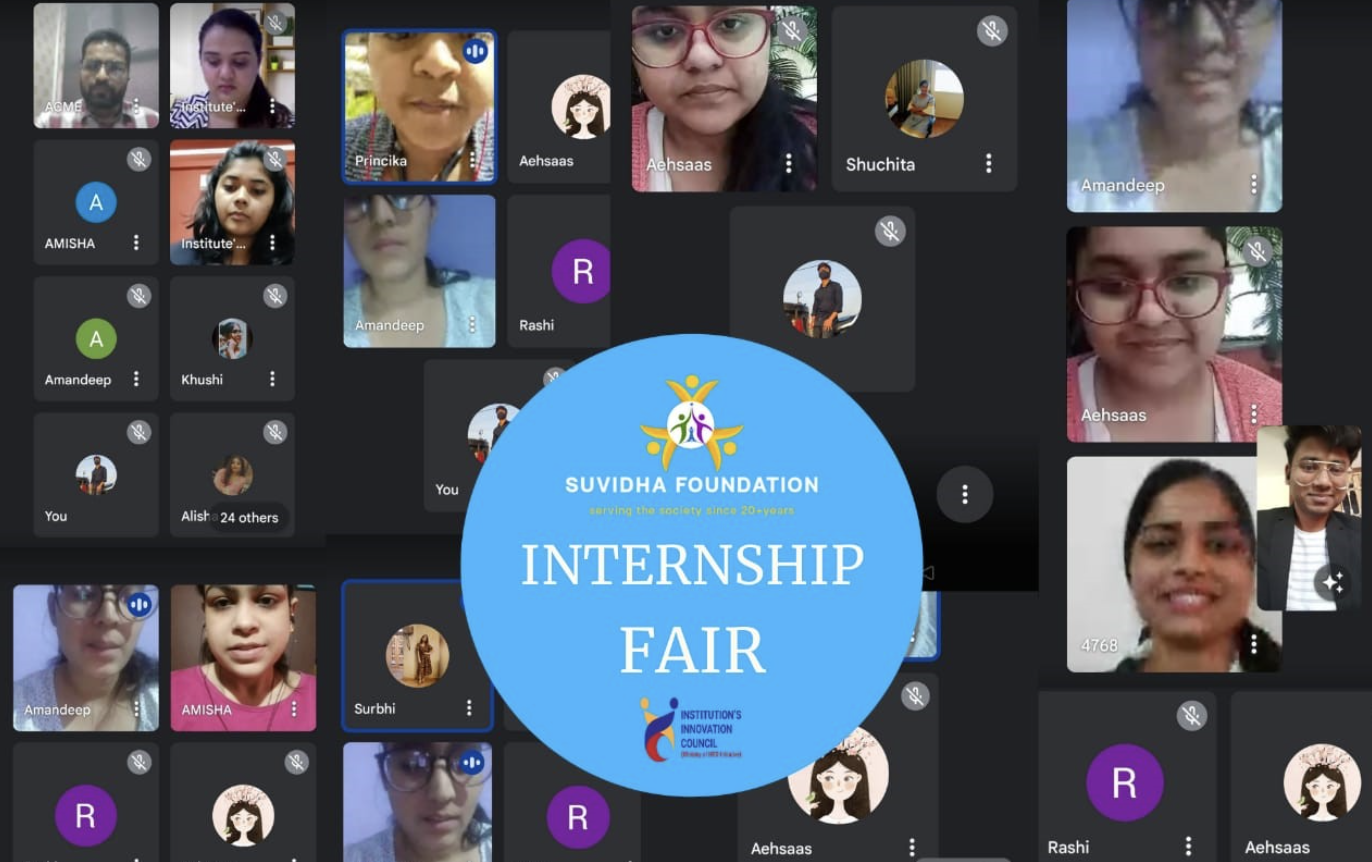 ACME
Institute'...
A
AMISHA
Institute'...
A
Amandeep
Khushi
You
Alisha
24 others
Princika
Aehsaas
Amandeep
R
Rashi
You
Aehsaas
Shuchita
Amandeep
Aehsaas
4768
SUVIDHA FOUNDATION
serving the society since 20+years
INTERNSHIP
FAIR
INSTITUTION'S
INNOVATION
COUNCIL
Amandeep
AMISHA
R
Surbhi
R
Aehsaas
R
Rashi
Aehsaas